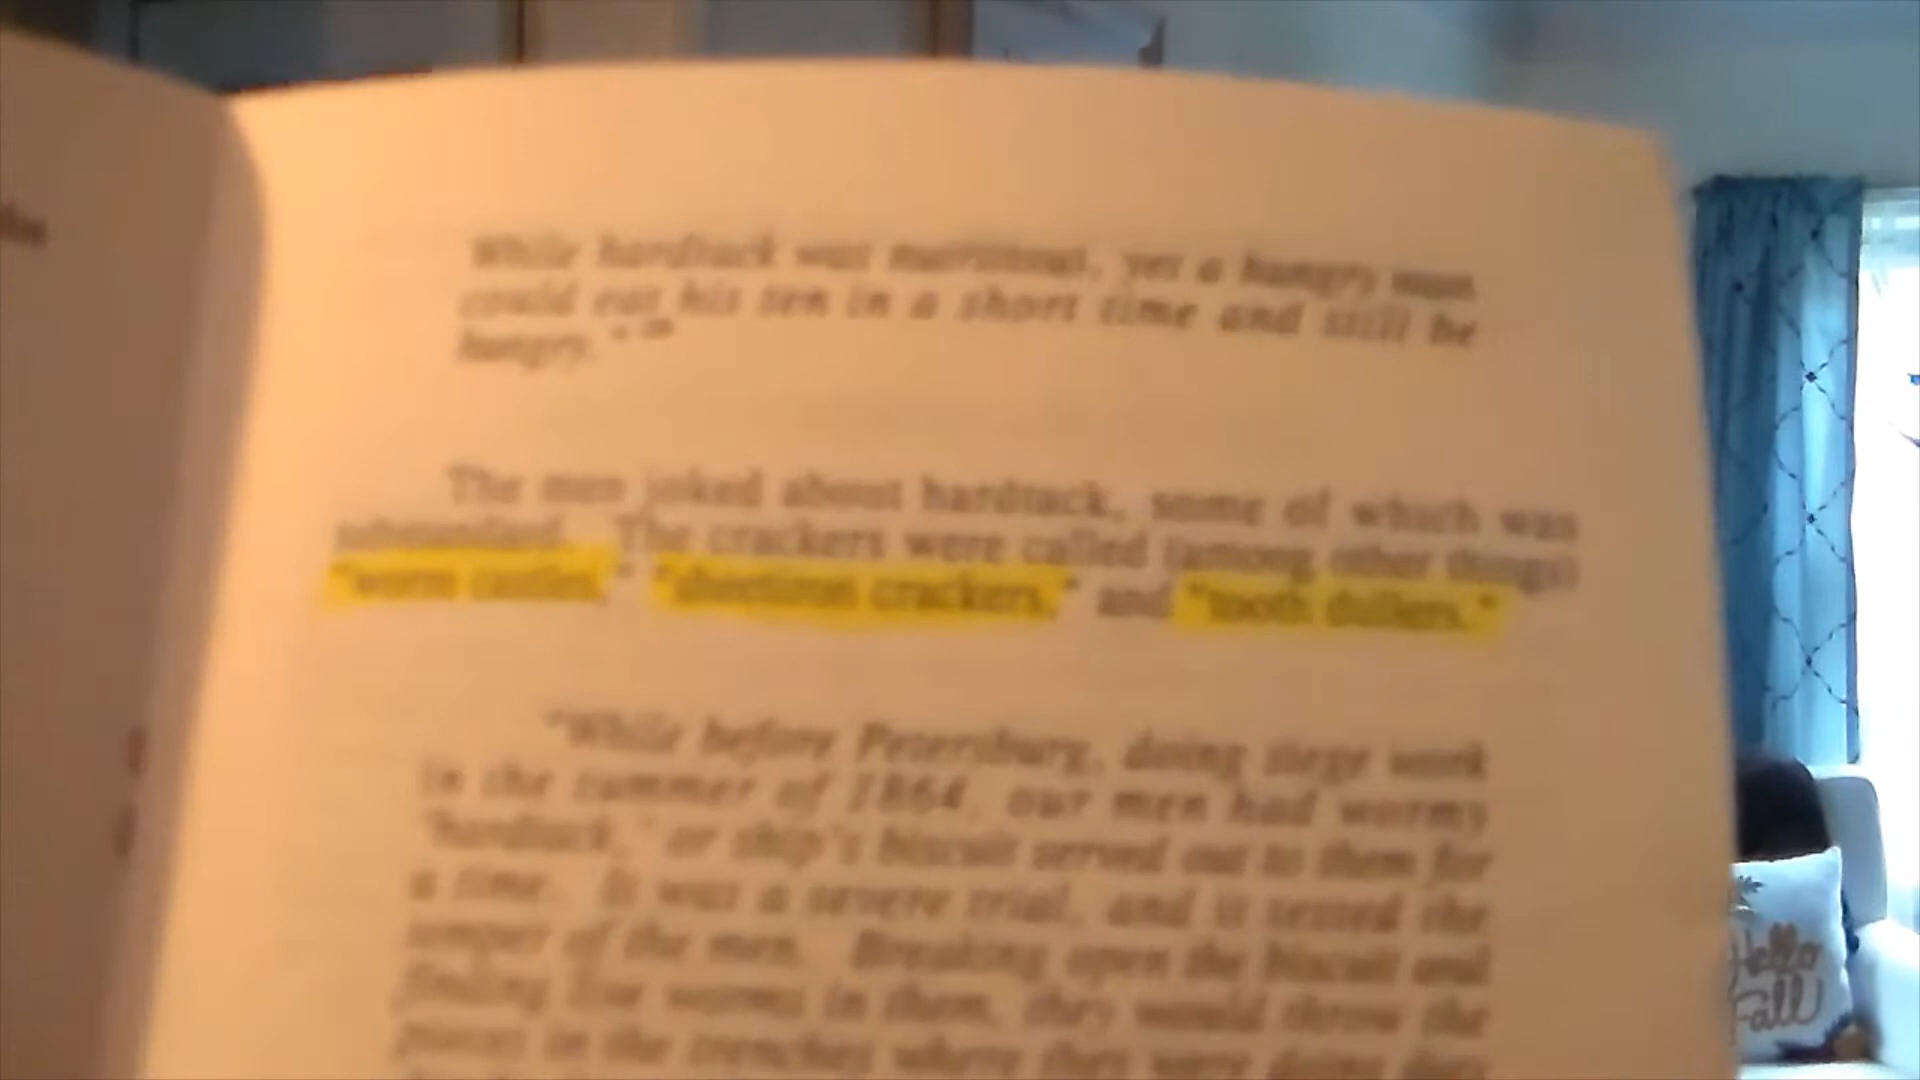 While hardtack was nutritious, yet a hungry man
could eat his ten in a short time and still be
hungry."
The men joked about hardtack, some of which was
substandard. The crackers were called (among other things)
"worm castles," "sheetiron crackers," and "tooth dullers."
"While before Petersburg, doing siege work
in the summer of 1864, our men had wormy
'hardtack,' or ship's biscuit served out to them for
a time. It was a severe trial, and it tested the
temper of the men. Breaking open the biscuit and
finding live worms in them, they would throw the
pieces in the trenches where they were doing
Hello
Fall